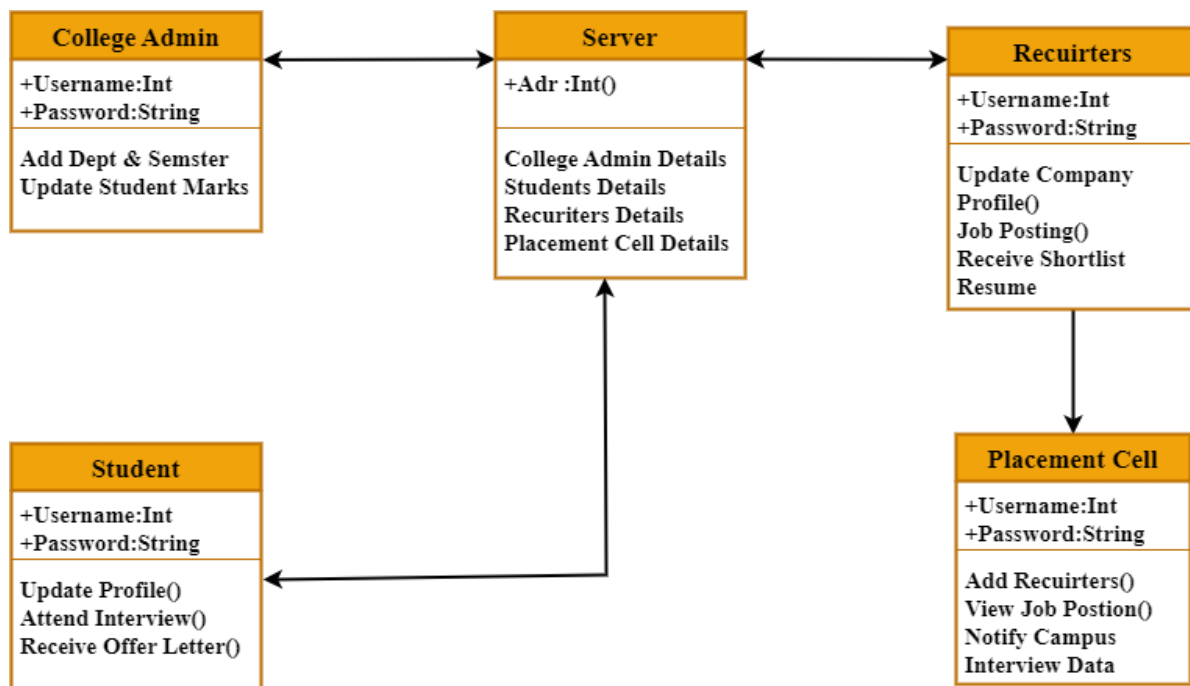 College Admin
+Username:Int
+Password:String
Add Dept & Semster
Update Student Marks
Server
+Adr :Int()
College Admin Details
Students Details
Recuriters Details
Placement Cell Details
Recuirters
+Username:Int
+Password:String
Update Company
Profile()
Job Posting()
Receive Shortlist
Resume
Student
+Username:Int
+Password:String
Update Profile()
Attend Interview()
Receive Offer Letter()
Placement Cell
+Username:Int
+Password:String
Add Recuirters()
View Job Postion()
Notify Campus
Interview Data